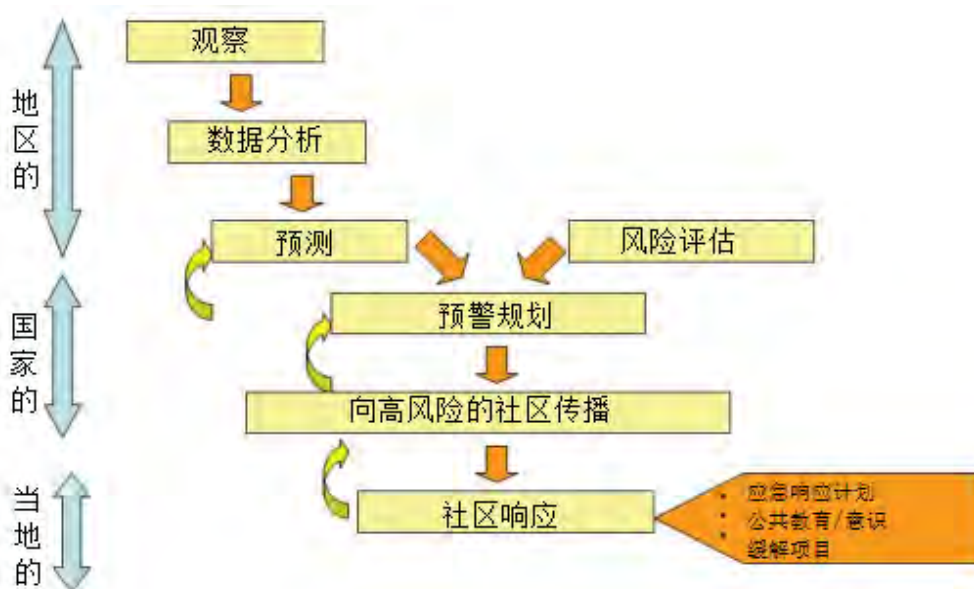 观察
地区的
数据分析
预测
风险评估
国家的
预警规划
向高风险的社区传播
当地的
社区响应
• 应急响应计划
• 公共教育/意识
• 缓解项目